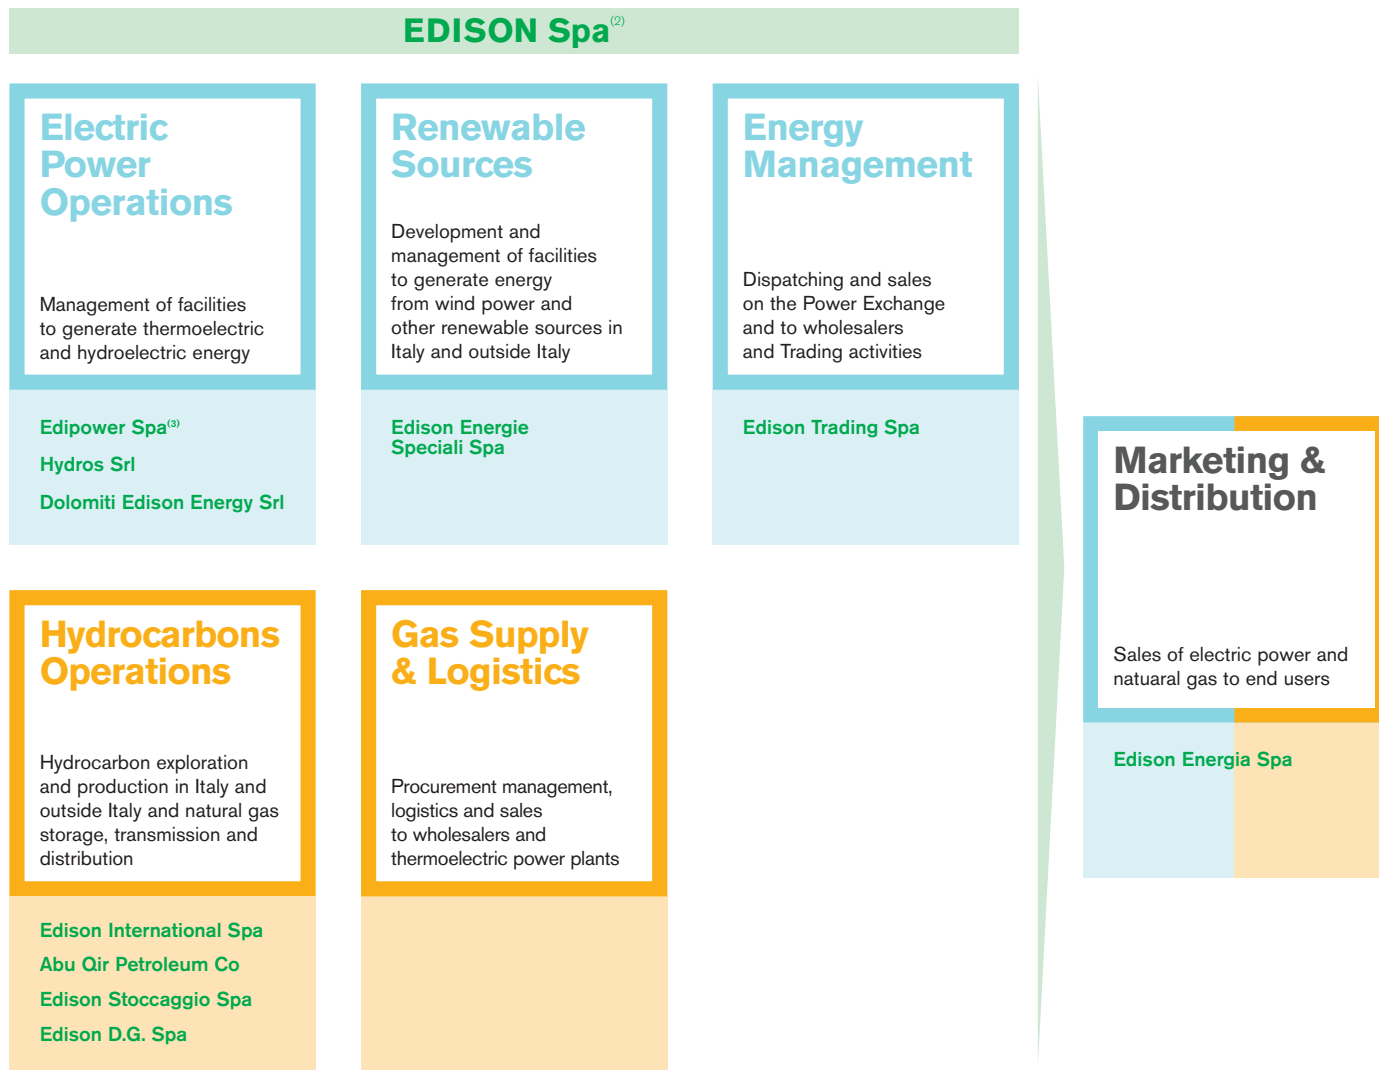 EDISON Spa(2)
Electric
Power
Operations
Management of facilities
to generate thermoelectric
and hydroelectric energy
Edipower Spa(3)
Hydros Srl
Dolomiti Edison Energy Srl
Renewable
Sources
Development and
management of facilities
to generate energy
from wind power and
other renewable sources in
Italy and outside Italy
Edison Energie
Speciali Spa
Energy
Management
Dispatching and sales
on the Power Exchange
and to wholesalers
and Trading activities
Edison Trading Spa
Hydrocarbons
Operations
Hydrocarbon exploration
and production in Italy and
outside Italy and natural gas
storage, transmission and
distribution
Edison International Spa
Abu Qir Petroleum Co
Edison Stoccaggio Spa
Edison D.G. Spa
Gas Supply
& Logistics
Procurement management,
logistics and sales
to wholesalers and
thermoelectric power plants
Marketing &
Distribution
Sales of electric power and
natuaral gas to end users
Edison Energia Spa